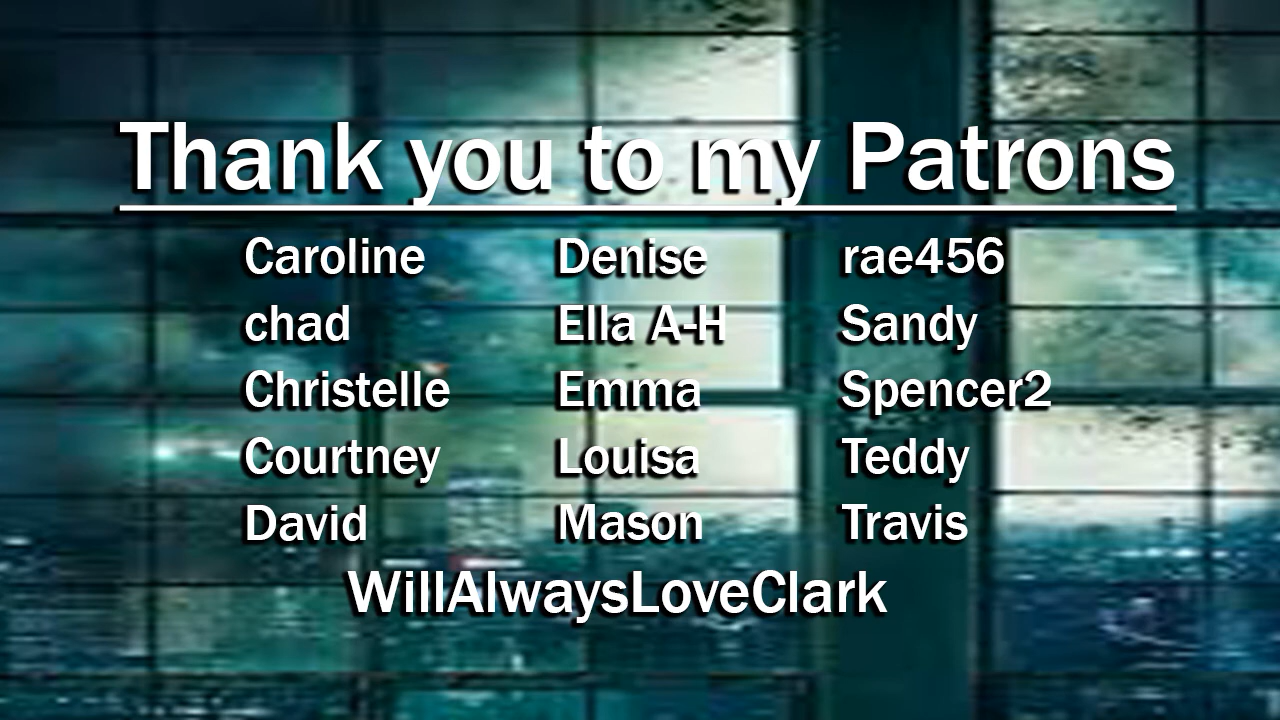 Thank you to my Patrons
Caroline
chad
Christelle
Courtney
David
Denise
Ella A-H
Emma
Louisa
Mason
rae456
Sandy
Spencer2
Teddy
Travis
WillAlwaysLoveClark